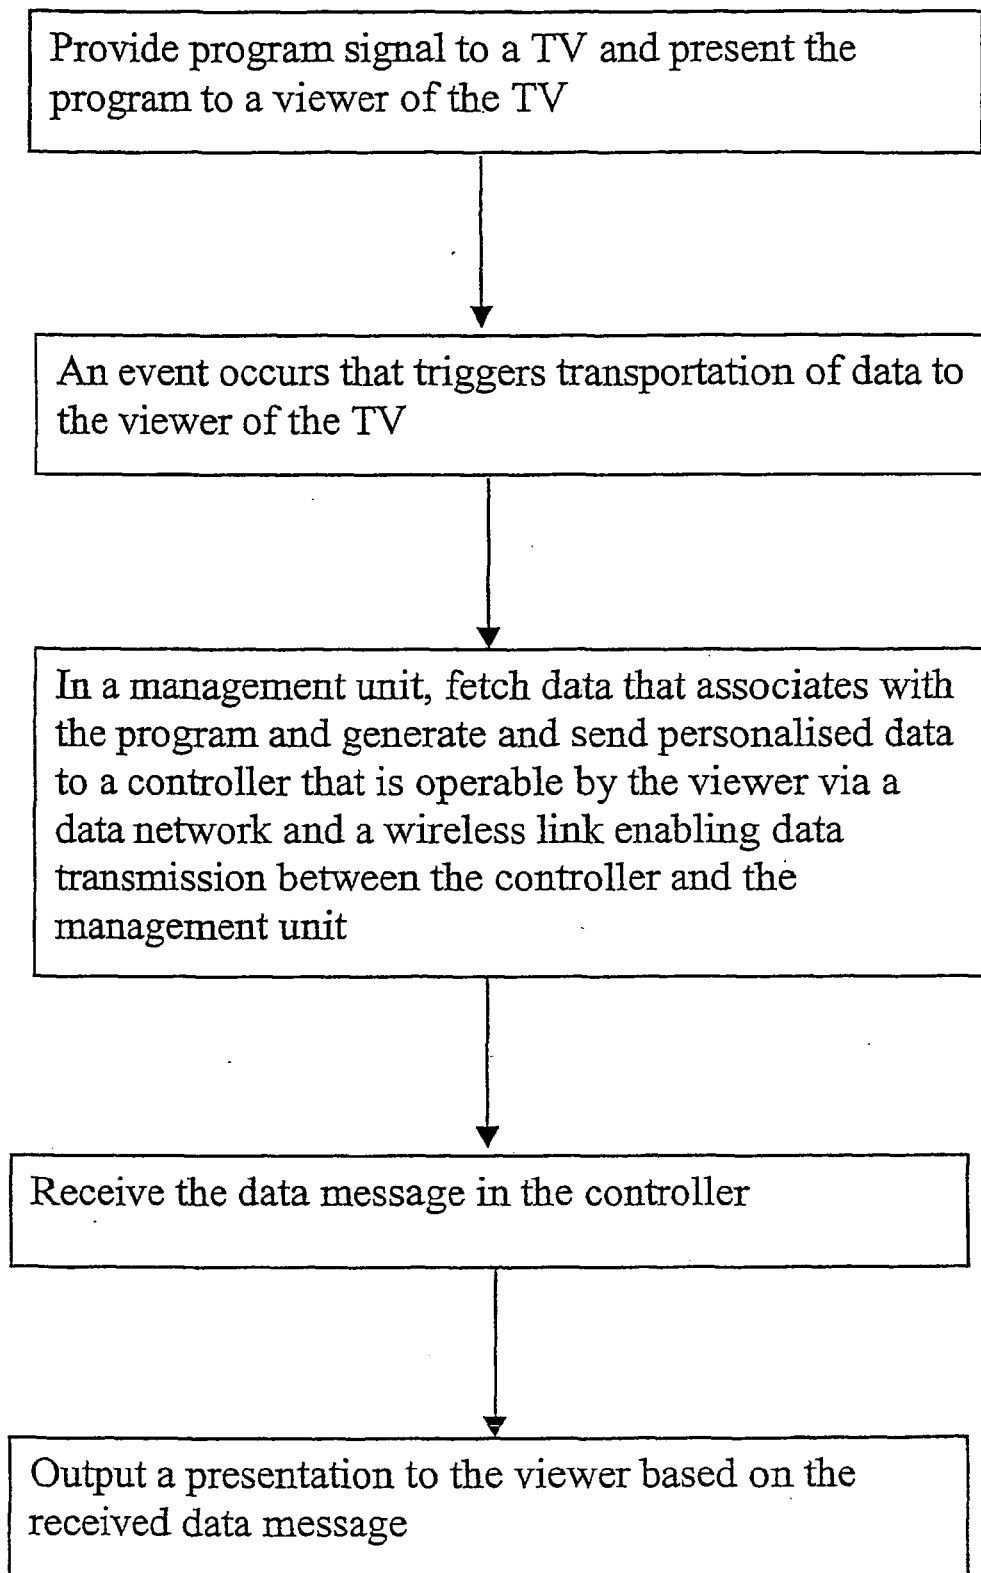 Provide program signal to a TV and present the
program to a viewer of the TV
An event occurs that triggers transportation of data to
the viewer of the TV
In a management unit, fetch data that associates with
the program and generate and send personalised data
to a controller that is operable by the viewer via a
data network and a wireless link enabling data
transmission between the controller and the
management unit
Receive the data message in the controller
Output a presentation to the viewer based on the
received data message